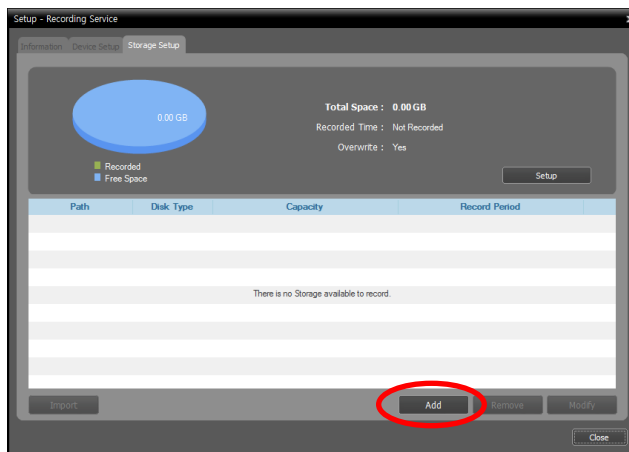 Setup - Recording Service
Information Device Setup Storage Setup
0.00 GB
Total Space : 0.00 GB
Recorded Time : Not Recorded
Overwrite : Yes
Recorded
Free Space
Setup
Path Disk Type Capacity Record Period
There is no Storage available to record.
Import Add Remove Modify
Close